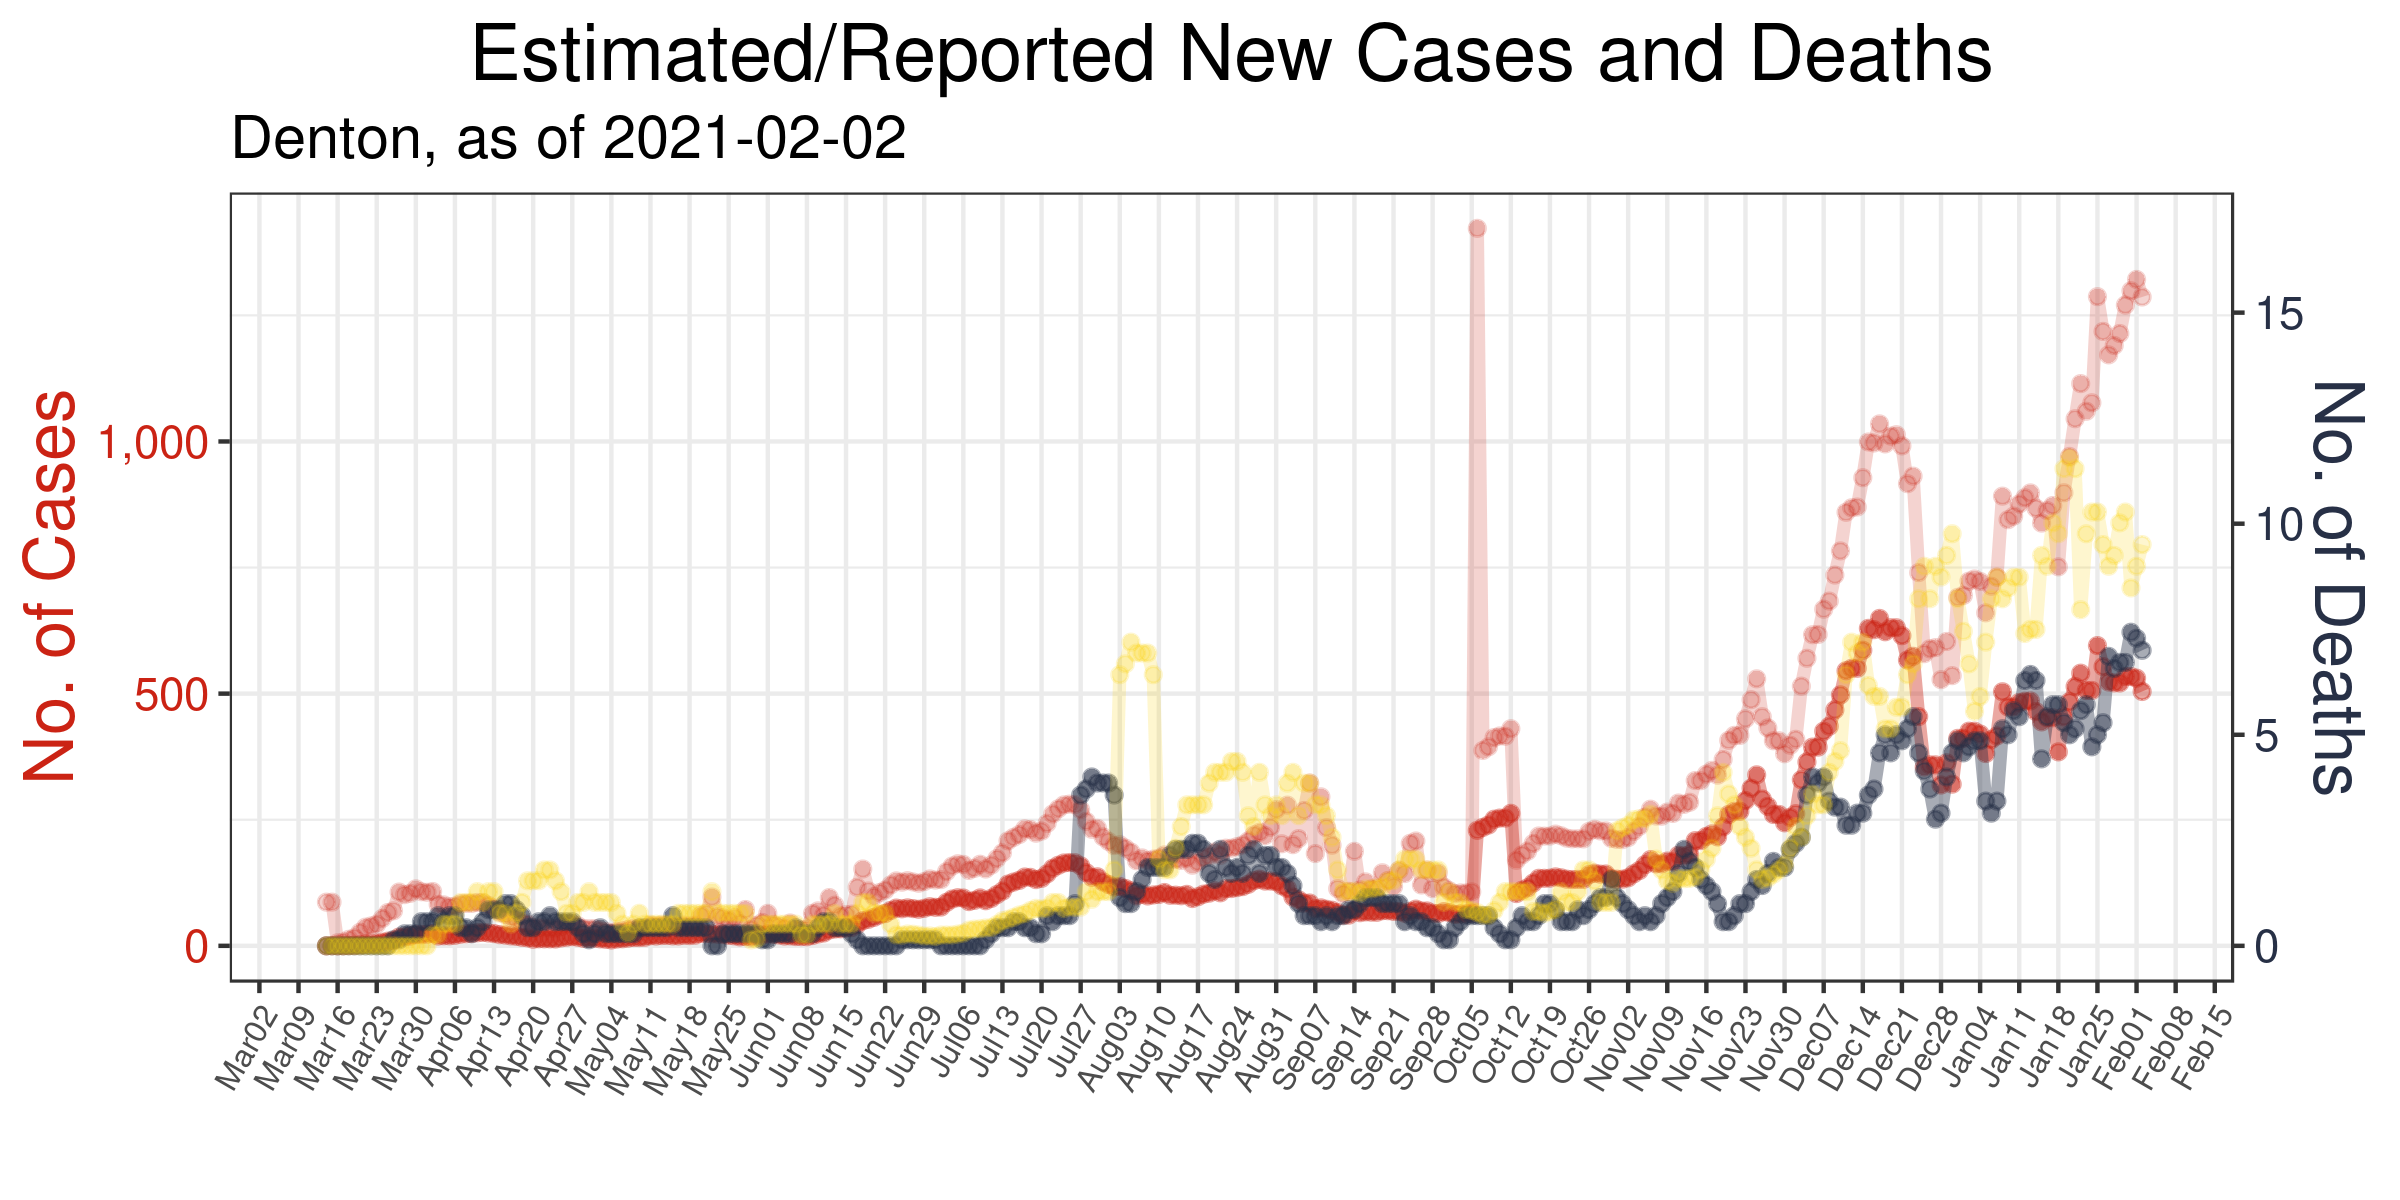 Estimated/Reported New Cases and Deaths
Denton, as of 2021-02-02
No. of Cases
1,000
500
0
15
10
5
0
No. of Deaths
Mar02
Mar09
Mar16
Mar23
Mar30
Apr06
Apr13
Apr20
Apr27
May04
May11
May18
May25
Jun01
Jun08
Jun15
Jun22
Jun29
Jul06
Jul13
Jul20
Jul27
Aug03
Aug10
Aug17
Aug24
Aug31
Sep07
Sep14
Sep21
Sep28
Oct05
Oct12
Oct19
Oct26
Nov02
Nov09
Nov16
Nov23
Nov30
Dec07
Dec14
Dec21
Dec28
Jan04
Jan11
Jan18
Jan25
Feb01
Feb08
Feb15